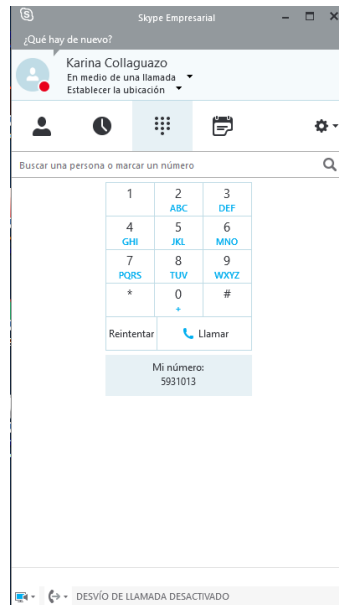 Skype Empresarial
¿Qué hay de nuevo?
Karina Collaguazo
En medio de una llamada
Establecer la ubicación
Buscar una persona o marcar un número
1 2 3
ABC DEF
4 5 6
GHI JKL MNO
7 8 9
PQRS TUV WXYZ
* 0 #
+
Reintentar Llamar
Mi número:
5931013
DESVÍO DE LLAMADA DESACTIVADO